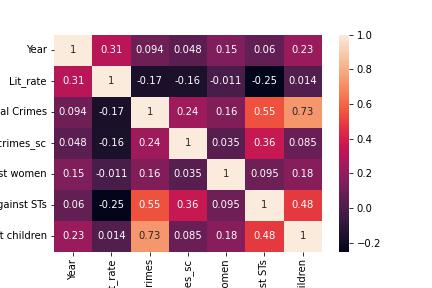 Year 1 0.31 0.094 0.048 0.15 0.06 0.23
Lit_rate 0.31 1 -0.17 -0.16 -0.011 -0.25 0.014
al Crimes 0.094 -0.17 1 0.24 0.16 0.55 0.73
crimes_sc 0.048 -0.16 0.24 1 0.035 0.36 0.085
st women 0.15 -0.011 0.16 0.035 1 0.095 0.18
gainst STs 0.06 -0.25 0.55 0.36 0.095 1 0.48
t children 0.23 0.014 0.73 0.085 0.18 0.48 1
Year
t_rate
rimes
es_sc
omen
st STs
ildren
1.0
0.8
0.6
0.4
0.2
0.0
−0.2